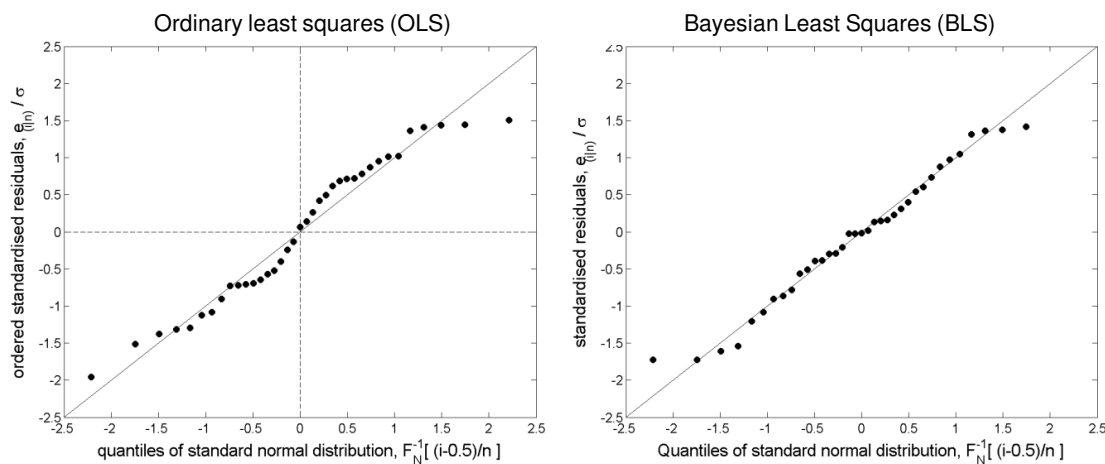 Ordinary least squares (OLS)
2.5
2
1.5
1
0.5
0
-0.5
-1
-1.5
-2
-2.5
ordered standardised residuals, e(i|n) / σ
-2.5 -2 -1.5 -1 -0.5 0 0.5 1 1.5 2 2.5
quantiles of standard normal distribution, F_N^-1[ (i-0.5)/n ]
Bayesian Least Squares (BLS)
2.5
2
1.5
1
0.5
0
-0.5
-1
-1.5
-2
-2.5
standardised residuals, e(i|n) / σ
-2.5 -2 -1.5 -1 -0.5 0 0.5 1 1.5 2 2.5
Quantiles of standard normal distribution, F_N^-1[ (i-0.5)/n ]